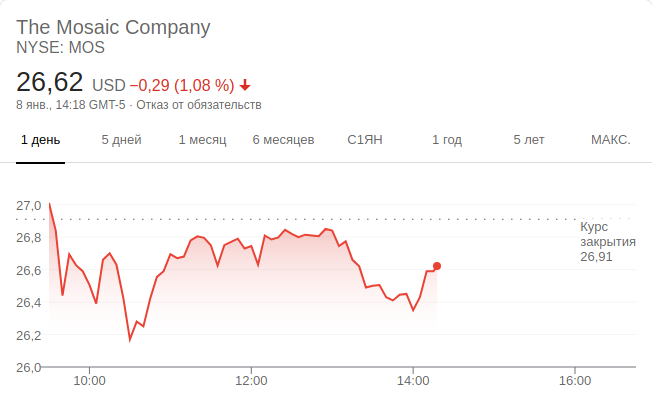 The Mosaic Company
NYSE: MOS
26,62 USD −0,29 (1,08 %)
8 янв., 14:18 GMT-5 · Отказ от обязательств
1 день 5 дней 1 месяц 6 месяцев С1ЯН 1 год 5 лет МАКС.
27,0
Курс
26,8
закрытия
26,91
26,6
26,4
26,2
26,0
10:00 12:00 14:00 16:00